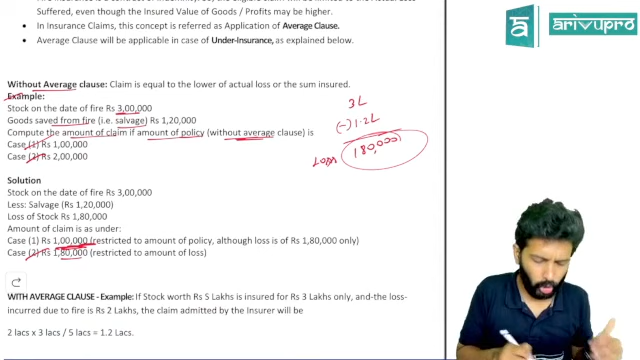 Suffered, even though the Insured Value of Goods / Profits may be higher.
• In Insurance Claims, this concept is referred as Application of Average Clause.
• Average Clause will be applicable in case of Under-Insurance, as explained below.
अ arivupro
Without Average clause: Claim is equal to the lower of actual loss or the sum insured.
Example:
Stock on the date of fire Rs 3,00,000
Goods saved from fire (i.e. salvage) Rs 1,20,000
Compute the amount of claim if amount of policy (without average clause) is
Case (1) Rs 1,00,000
Case (2) Rs 2,00,000
3L
(-) 1.2L
Loss 180,000
Solution
Stock on the date of fire Rs 3,00,000
Less: Salvage (Rs 1,20,000)
Loss of Stock Rs 1,80,000
Amount of claim is as under:
Case (1) Rs 1,00,000 (restricted to amount of policy, although loss is of Rs 1,80,000 only)
Case (2) Rs 1,80,000 (restricted to amount of loss)
WITH AVERAGE CLAUSE - Example: If Stock worth Rs 5 Lakhs is insured for Rs 3 Lakhs only, and the loss
incurred due to fire is Rs 2 Lakhs, the claim admitted by the Insurer will be
2 lacs x 3 lacs / 5 lacs = 1.2 Lacs.